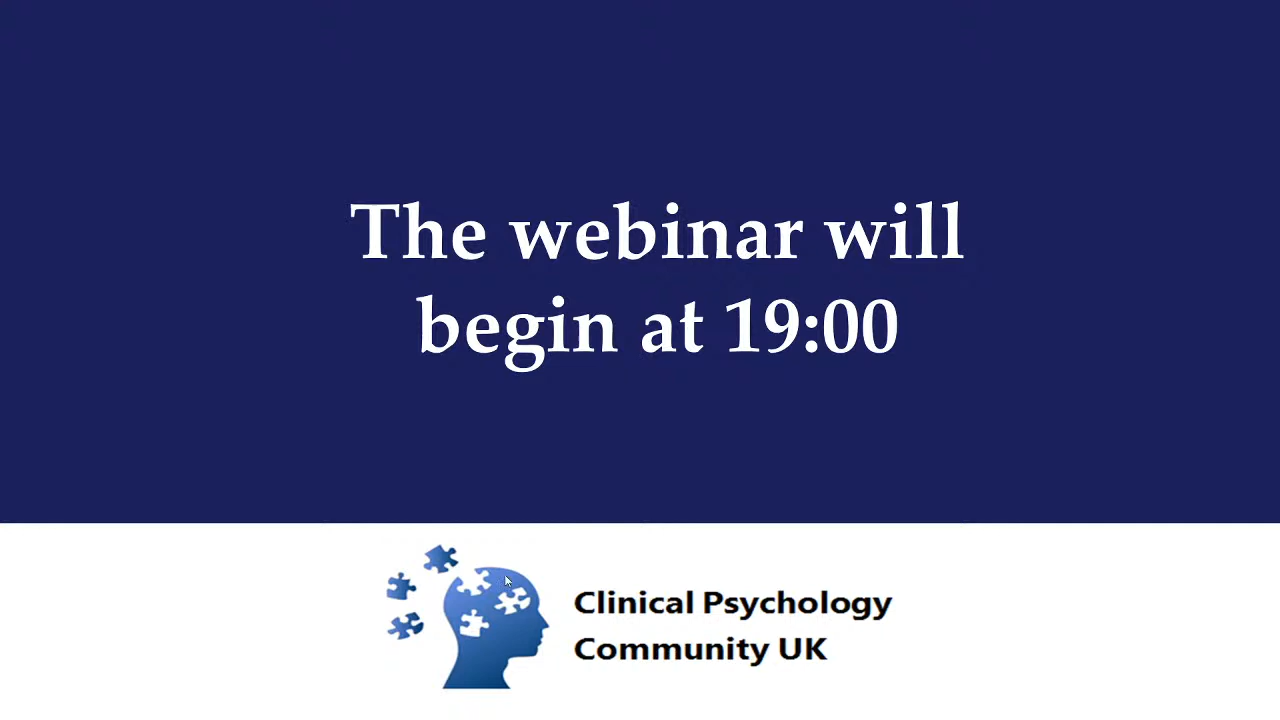 The webinar will
begin at 19:00
Clinical Psychology
Community UK